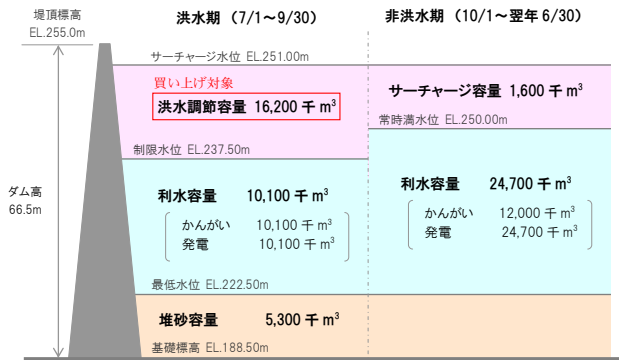 堤頂標高
EL.255.0m
洪水期（7/1～9/30）
非洪水期（10/1～翌年 6/30）
サーチャージ水位 EL.251.00m
買い上げ対象
洪水調節容量 16,200 千 m³
サーチャージ容量 1,600 千 m³
常時満水位 EL.250.00m
制限水位 EL.237.50m
ダム高
66.5m
利水容量 10,100 千 m³
かんがい 10,100 千 m³
発電 10,100 千 m³
利水容量 24,700 千 m³
かんがい 12,000 千 m³
発電 24,700 千 m³
最低水位 EL.222.50m
堆砂容量 5,300 千 m³
基礎標高 EL.188.50m